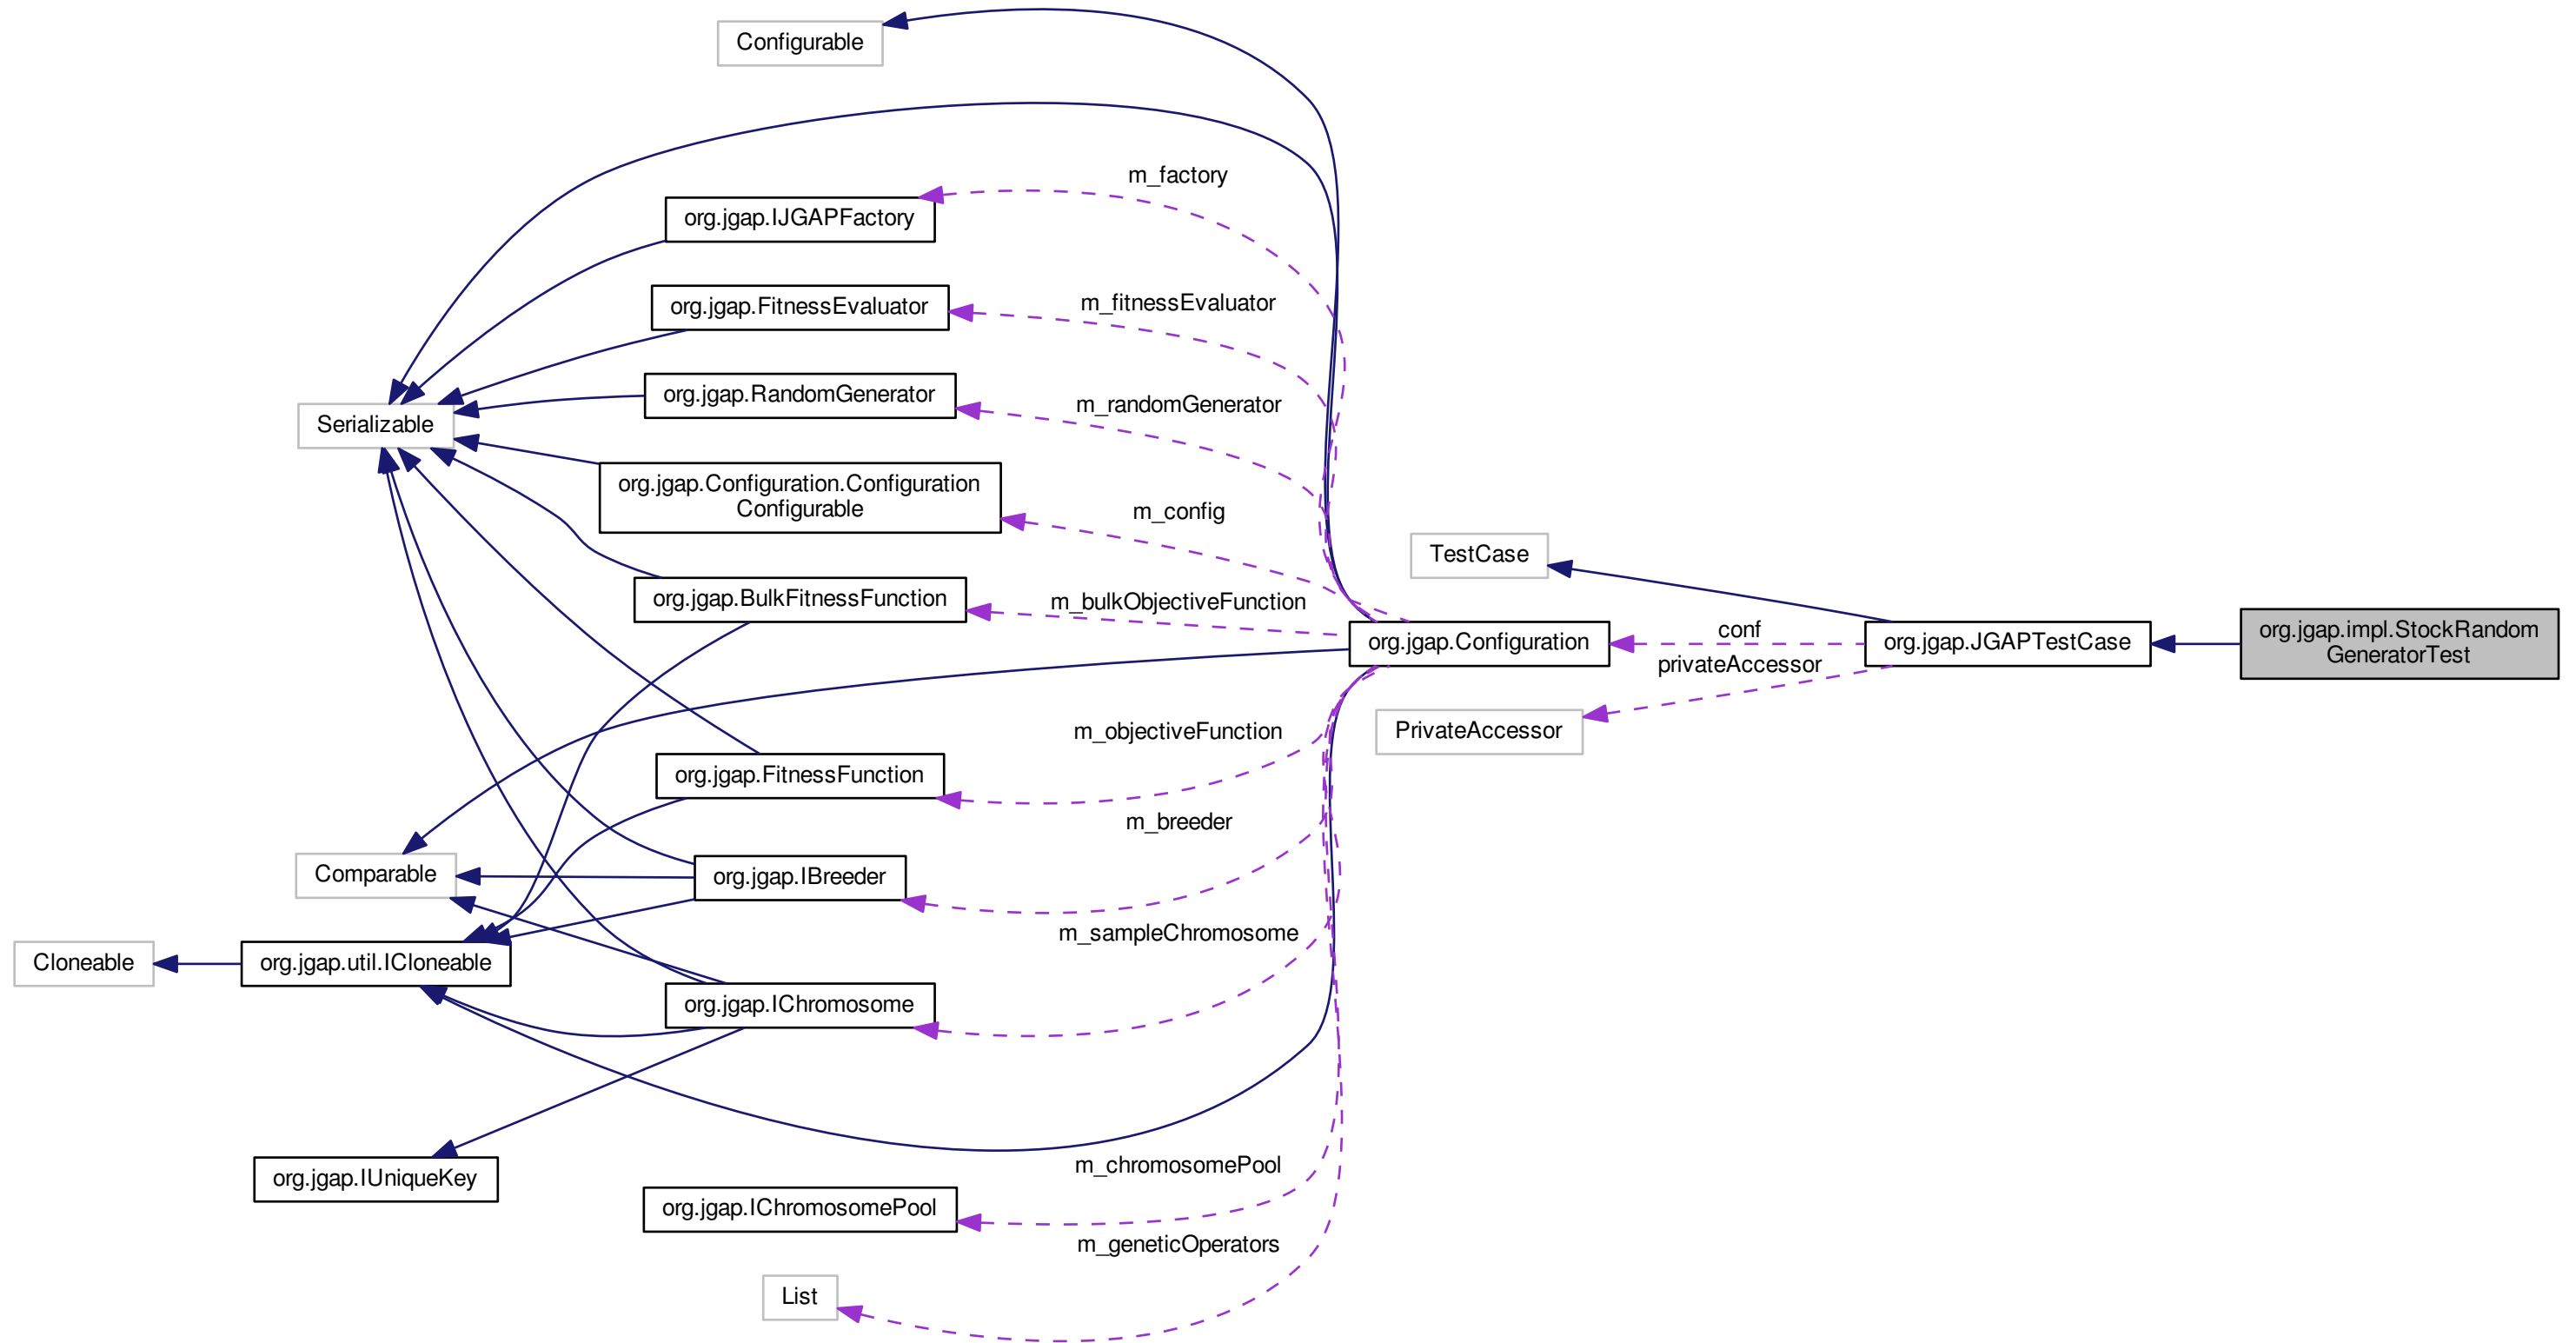 Configurable
m_factory
org.jgap.IJGAPFactory
m_fitnessEvaluator
org.jgap.FitnessEvaluator
org.jgap.RandomGenerator
m_randomGenerator
Serializable
org.jgap.Configuration.Configuration
Configurable
m_config
TestCase
org.jgap.BulkFitnessFunction
m_bulkObjectiveFunction
org.jgap.Configuration
conf
privateAccessor
org.jgap.JGAPTestCase
org.jgap.impl.StockRandom
GeneratorTest
PrivateAccessor
m_objectiveFunction
org.jgap.FitnessFunction
m_breeder
Comparable
org.jgap.IBreeder
m_sampleChromosome
Cloneable
org.jgap.util.ICloneable
org.jgap.IChromosome
m_chromosomePool
org.jgap.IUniqueKey
org.jgap.IChromosomePool
m_geneticOperators
List